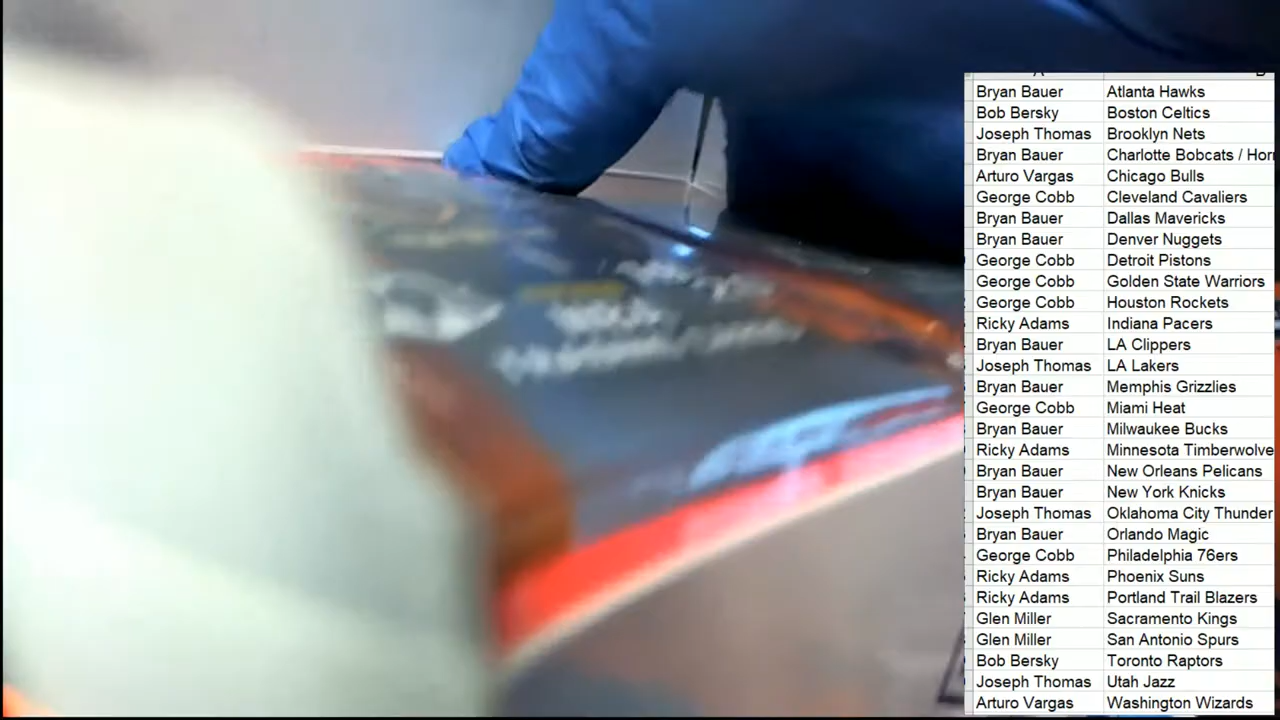 Bryan Bauer Atlanta Hawks
Bob Bersky Boston Celtics
Joseph Thomas Brooklyn Nets
Bryan Bauer Charlotte Bobcats / Horn
Arturo Vargas Chicago Bulls
George Cobb Cleveland Cavaliers
Bryan Bauer Dallas Mavericks
Bryan Bauer Denver Nuggets
George Cobb Detroit Pistons
George Cobb Golden State Warriors
George Cobb Houston Rockets
Ricky Adams Indiana Pacers
Bryan Bauer LA Clippers
Joseph Thomas LA Lakers
Bryan Bauer Memphis Grizzlies
George Cobb Miami Heat
Bryan Bauer Milwaukee Bucks
Ricky Adams Minnesota Timberwolve
Bryan Bauer New Orleans Pelicans
Bryan Bauer New York Knicks
Joseph Thomas Oklahoma City Thunder
Bryan Bauer Orlando Magic
George Cobb Philadelphia 76ers
Ricky Adams Phoenix Suns
Ricky Adams Portland Trail Blazers
Glen Miller Sacramento Kings
Glen Miller San Antonio Spurs
Bob Bersky Toronto Raptors
Joseph Thomas Utah Jazz
Arturo Vargas Washington Wizards